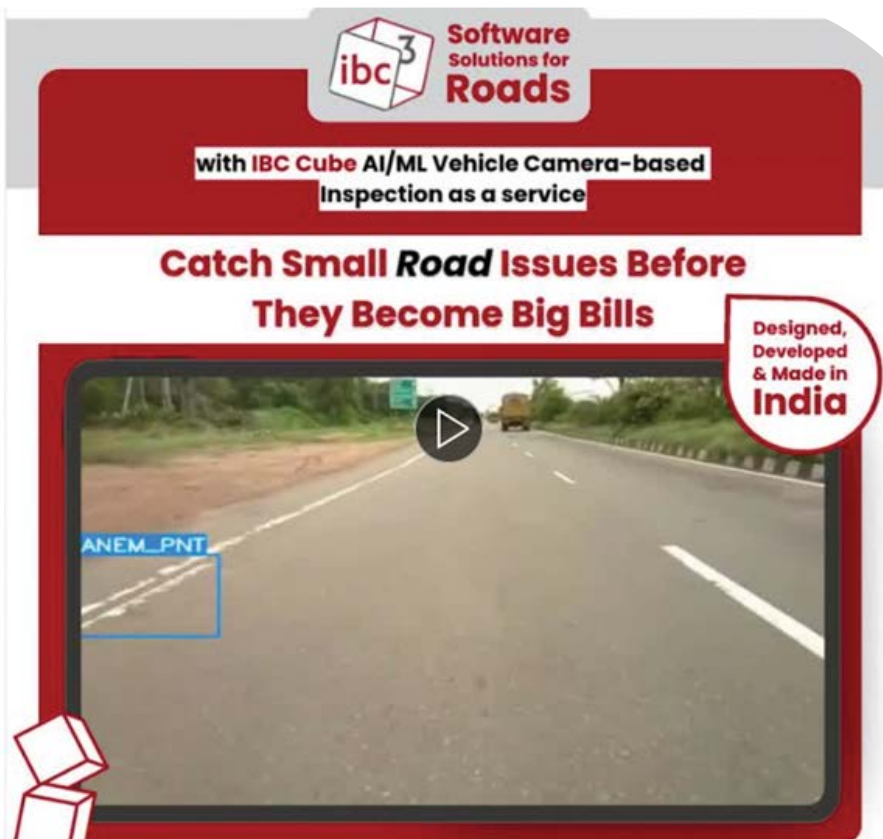 ibc3
Software
Solutions for
Roads
with IBC Cube AI/ML Vehicle Camera-based
Inspection as a service
Catch Small Road Issues Before
They Become Big Bills
Designed,
Developed
& Made in
India
ANEM_PNT